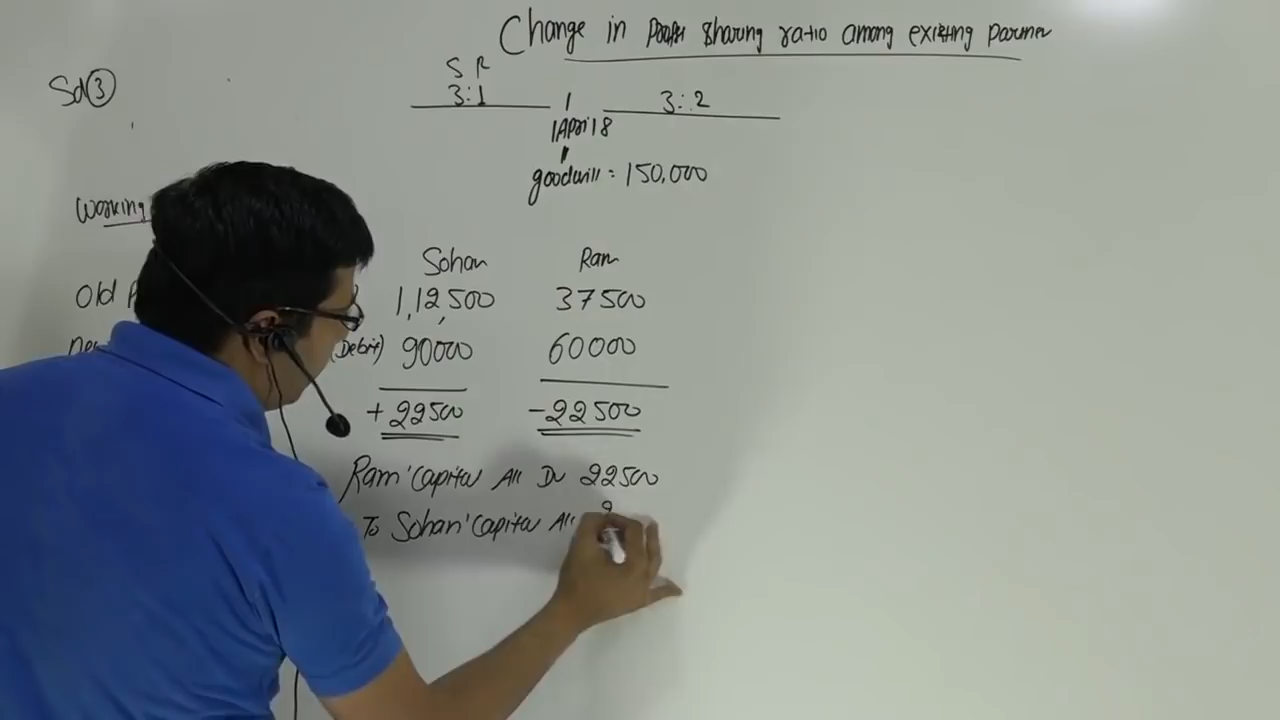 Change in Profit sharing ratio among existing partner
Sol ③
S R
3:1
3:2
1 April 18
goodwill = 150,000
Working
Sohan Ram
Old 1,12,500 37500
(Debit) 90000 60000
+22500 -22500
Ram' Capital A/c Dr 22500
To Sohan' Capital A/c